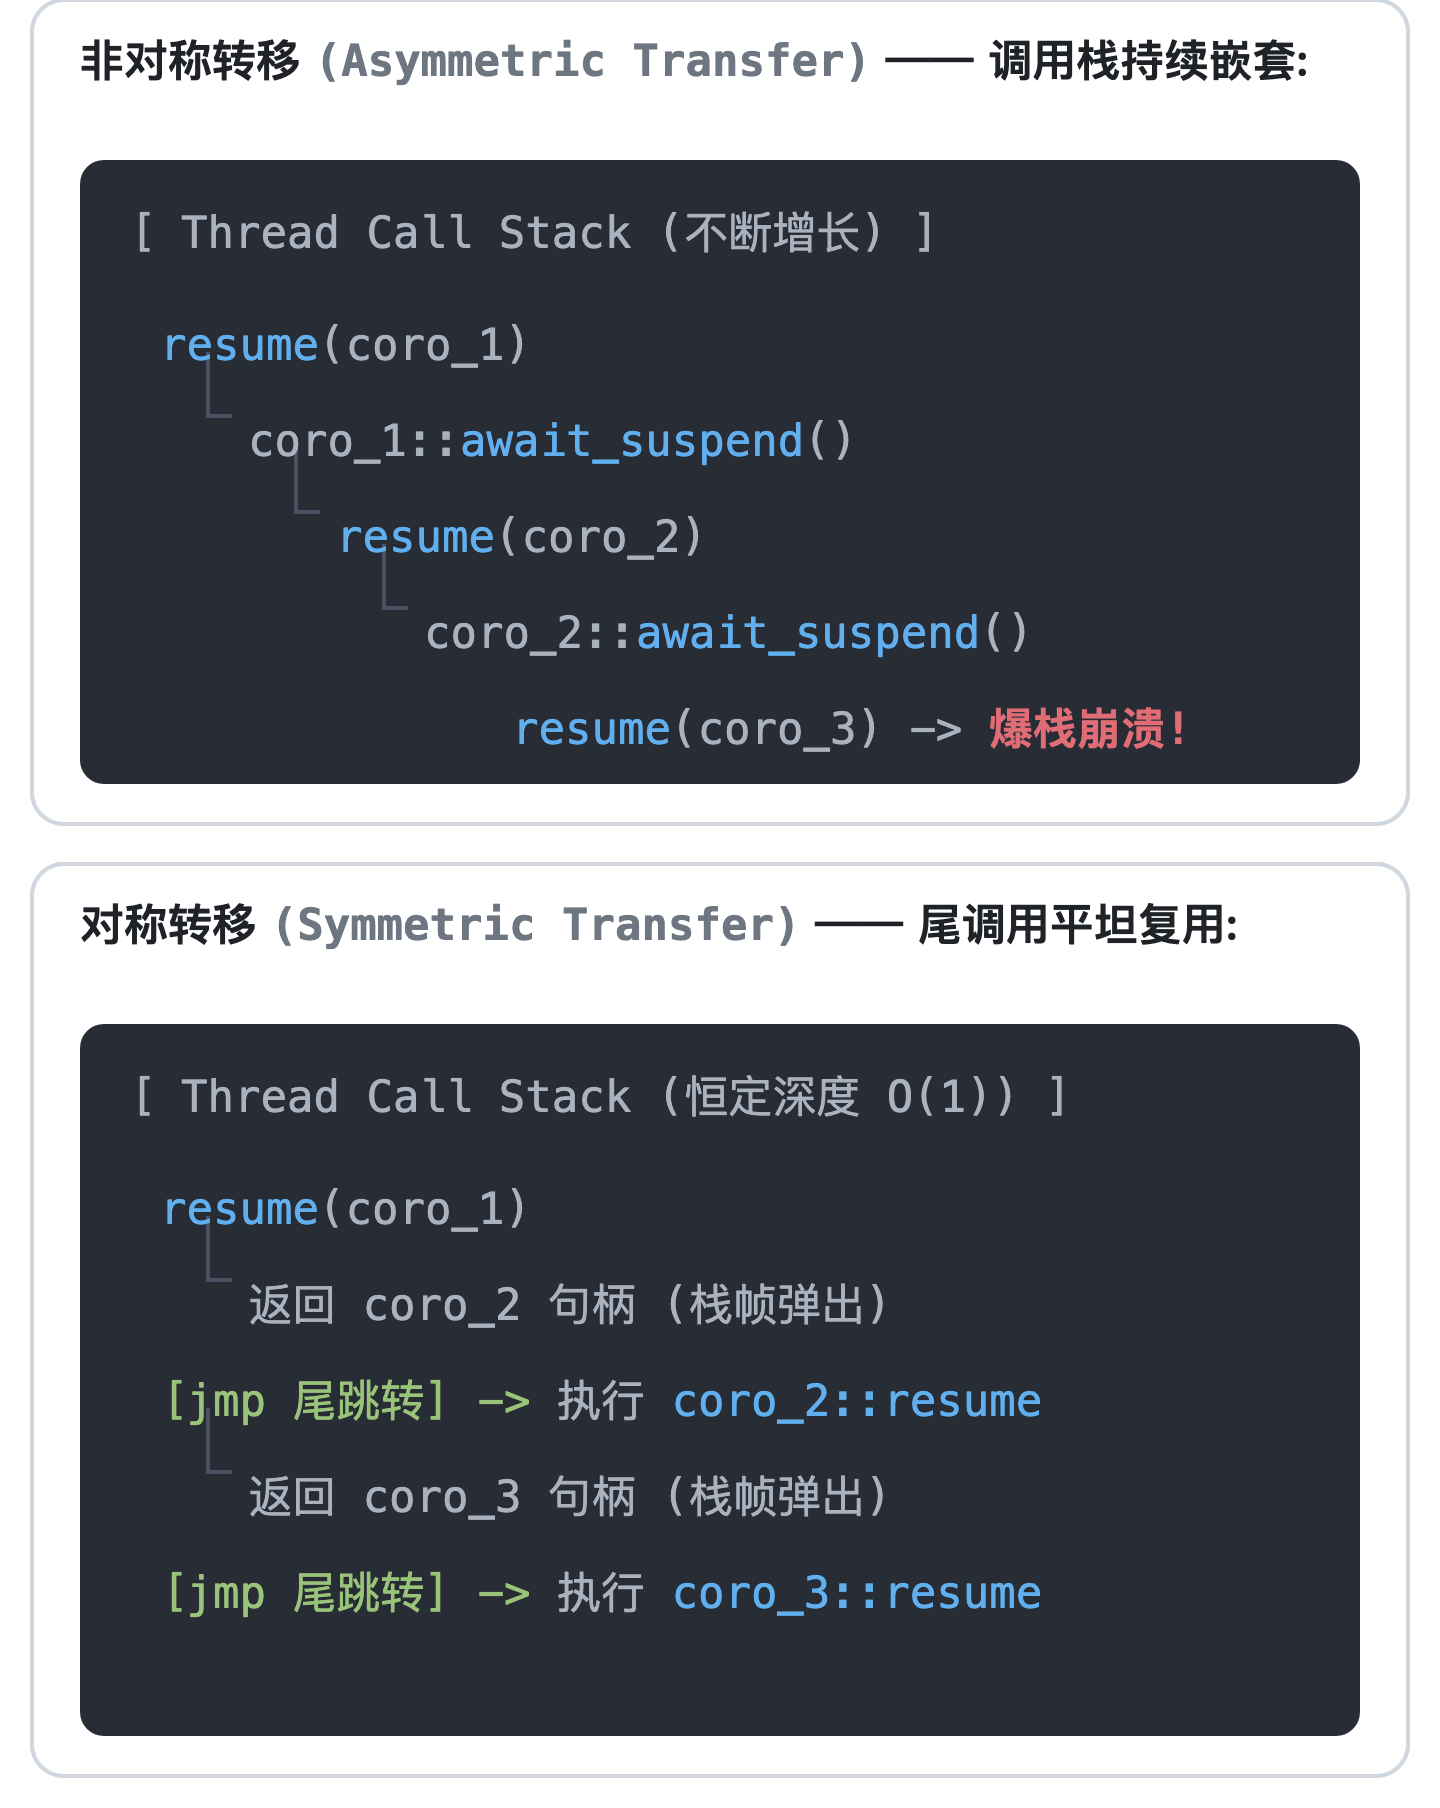 非对称转移 (Asymmetric Transfer) —— 调用栈持续嵌套:
[ Thread Call Stack (不断增长) ]
resume(coro_1)
coro_1::await_suspend()
resume(coro_2)
coro_2::await_suspend()
resume(coro_3) -> 爆栈崩溃!
对称转移 (Symmetric Transfer) —— 尾调用平坦复用:
[ Thread Call Stack (恒定深度 O(1)) ]
resume(coro_1)
返回 coro_2 句柄 (栈帧弹出)
[jmp 尾跳转] -> 执行 coro_2::resume
返回 coro_3 句柄 (栈帧弹出)
[jmp 尾跳转] -> 执行 coro_3::resume